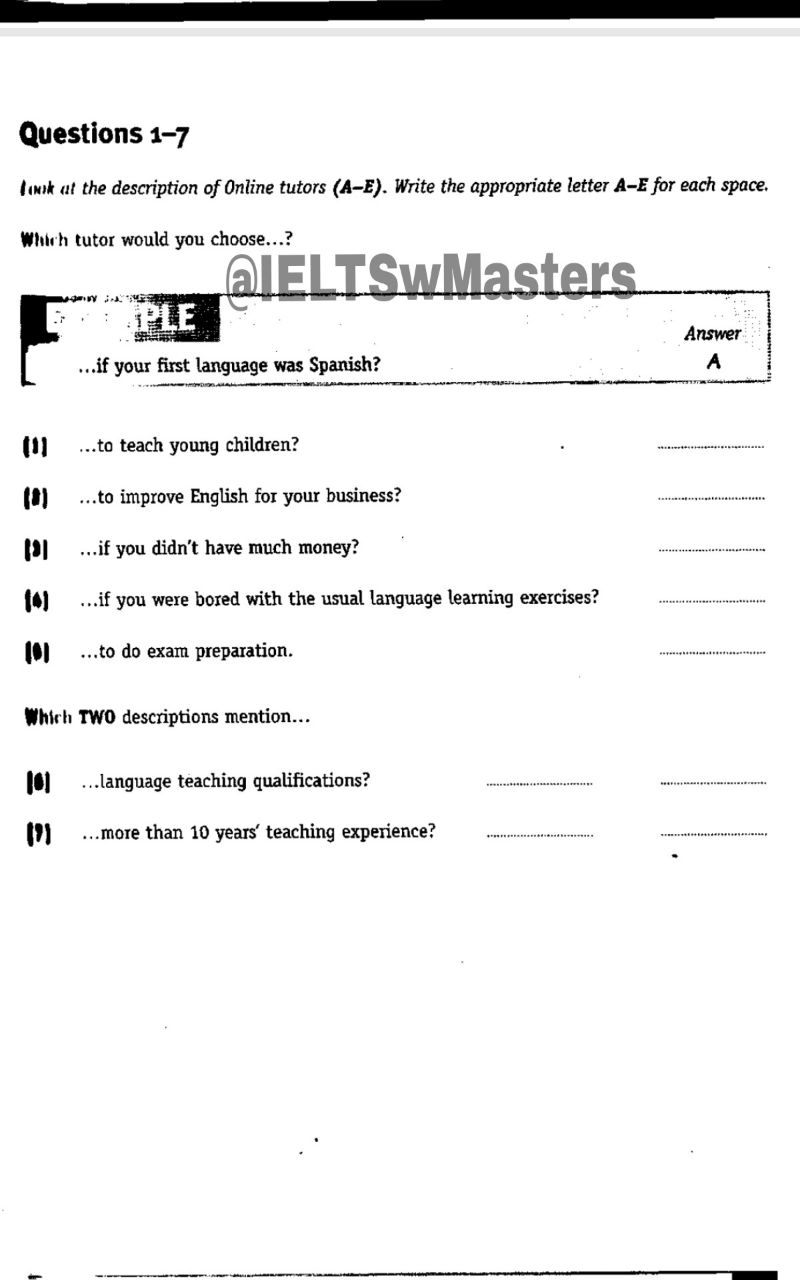 Questions 1–7
Look at the description of Online tutors (A–E). Write the appropriate letter A–E for each space.
Which tutor would you choose...?
@IELTSwMasters
Answer
...if your first language was Spanish? A
(1) ...to teach young children? ........................
(2) ...to improve English for your business? ........................
(3) ...if you didn't have much money? ........................
(4) ...if you were bored with the usual language learning exercises? ........................
(5) ...to do exam preparation. ........................
Which TWO descriptions mention...
(6) ...language teaching qualifications? ........................ ........................
(7) ...more than 10 years' teaching experience? ........................ ........................